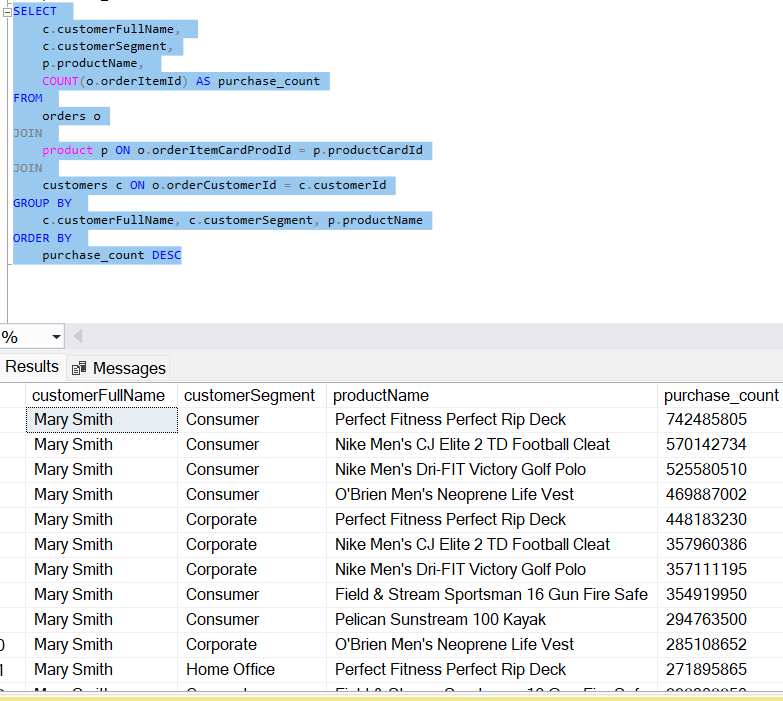 SELECT
c.customerFullName,
c.customerSegment,
p.productName,
COUNT(o.orderItemId) AS purchase_count
FROM
orders o
JOIN
product p ON o.orderItemCardProdId = p.productCardId
JOIN
customers c ON o.orderCustomerId = c.customerId
GROUP BY
c.customerFullName, c.customerSegment, p.productName
ORDER BY
purchase_count DESC
%
Results Messages
customerFullName customerSegment productName purchase_count
Mary Smith Consumer Perfect Fitness Perfect Rip Deck 742485805
Mary Smith Consumer Nike Men's CJ Elite 2 TD Football Cleat 570142734
Mary Smith Consumer Nike Men's Dri-FIT Victory Golf Polo 525580510
Mary Smith Consumer O'Brien Men's Neoprene Life Vest 469887002
Mary Smith Corporate Perfect Fitness Perfect Rip Deck 448183230
Mary Smith Corporate Nike Men's CJ Elite 2 TD Football Cleat 357960386
Mary Smith Corporate Nike Men's Dri-FIT Victory Golf Polo 357111195
Mary Smith Consumer Field & Stream Sportsman 16 Gun Fire Safe 354919950
Mary Smith Consumer Pelican Sunstream 100 Kayak 294763500
0 Mary Smith Corporate O'Brien Men's Neoprene Life Vest 285108652
1 Mary Smith Home Office Perfect Fitness Perfect Rip Deck 271895865